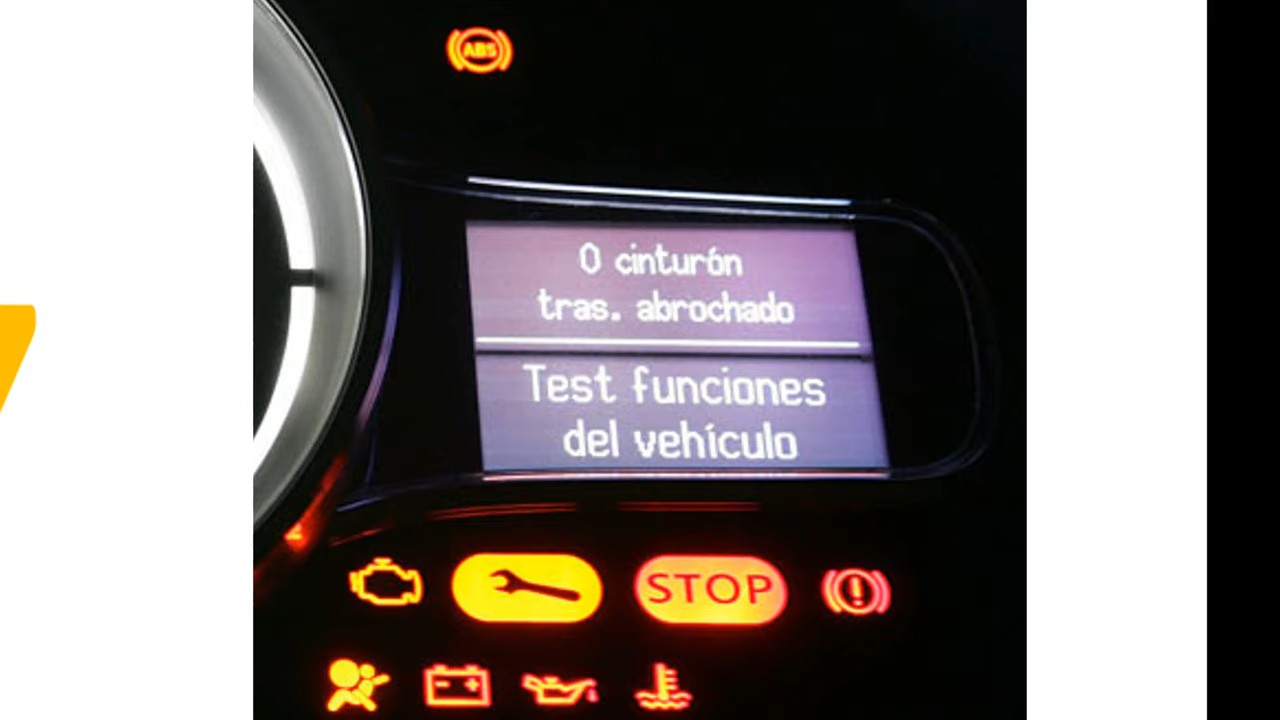 ABS
0 cinturón
tras. abrochado
Test funciones
del vehículo
STOP